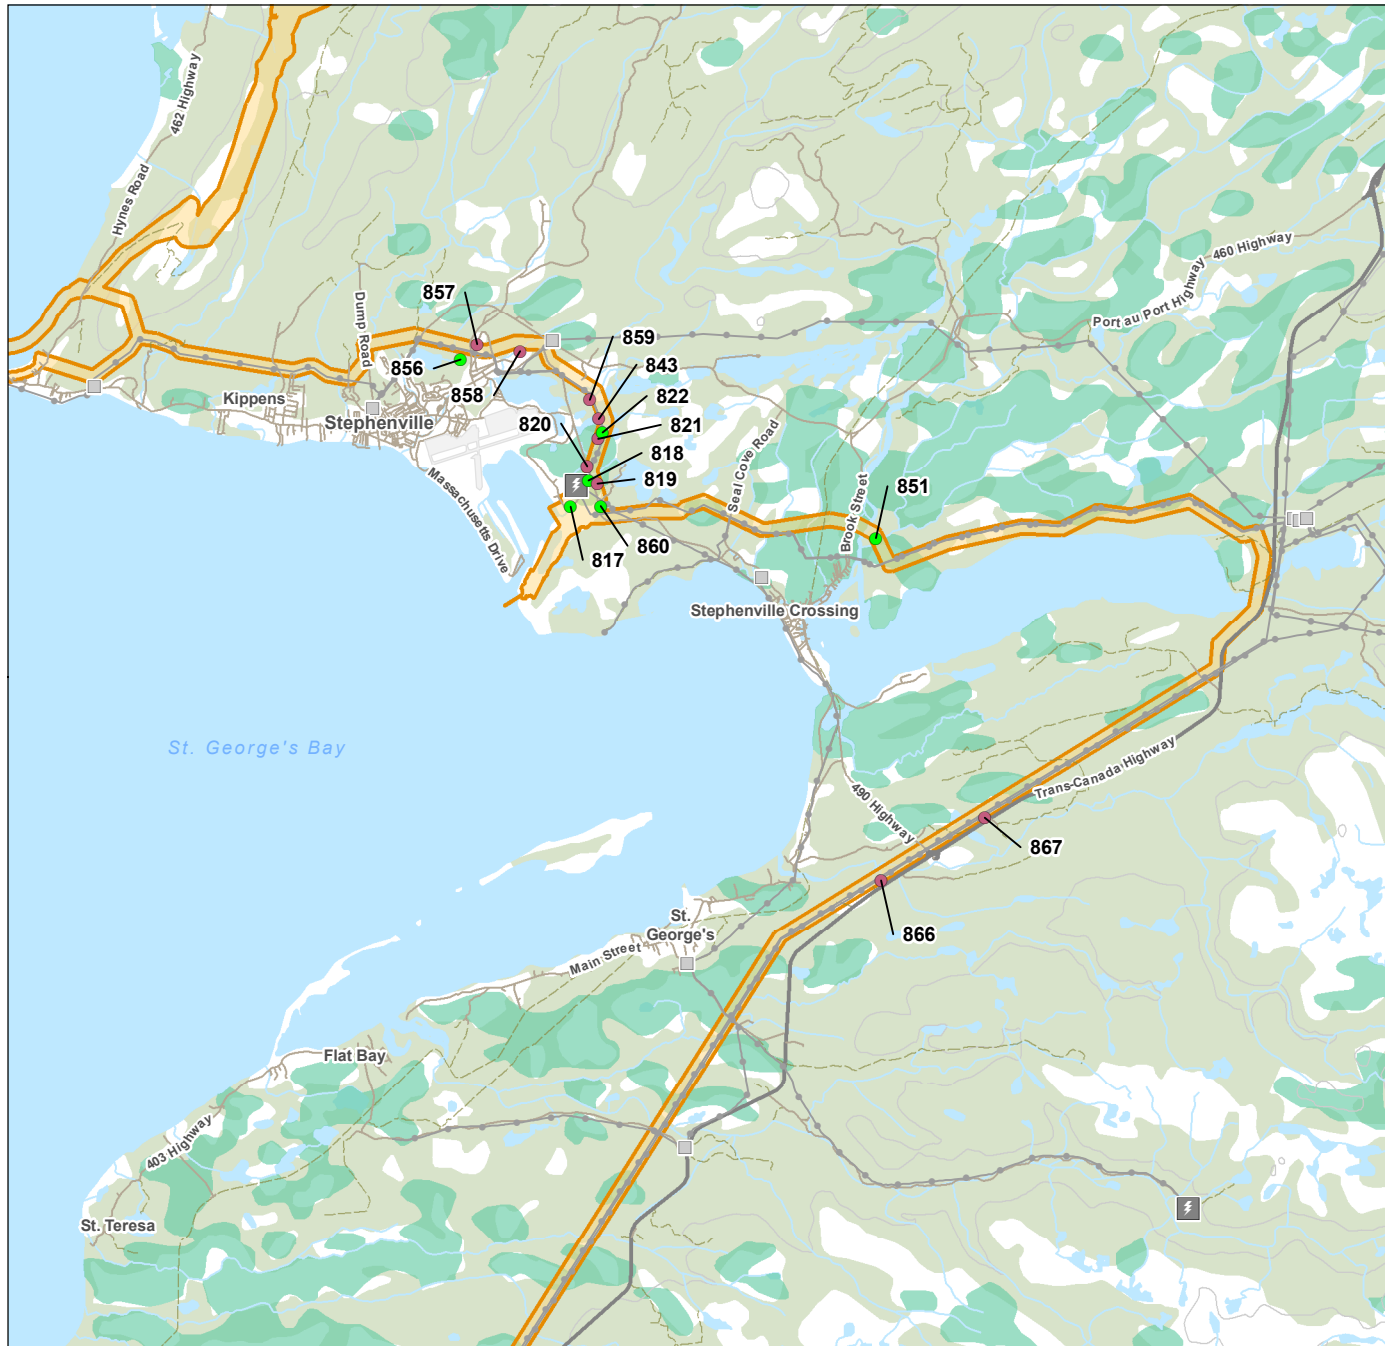 462 Highway
Hynes Road
460 Highway
Port au Port Highway
Dump Road
857
859
856
843
858
822
Kippens
Stephenville
820
821
818
819
Seal Cove Road
Brook Street
851
Massachusetts Drive
817
860
Stephenville Crossing
St. George's Bay
Trans-Canada Highway
490 Highway
867
866
St.
George's
Main Street
Flat Bay
403 Highway
St. Teresa